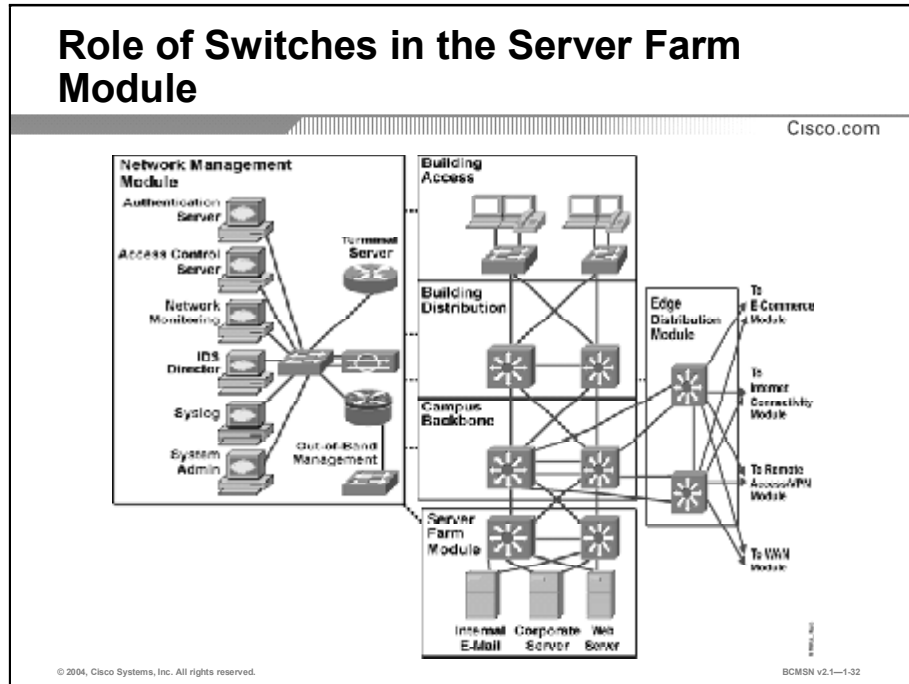 Role of Switches in the Server Farm
Module
Cisco.com
Network Management
Module
Authentication
Server
Access Control
Server
Network
Monitoring
IDS
Director
Syslog
System
Admin
Terminal
Server
Out-of-Band
Management
Building
Access
Building
Distribution
Campus
Backbone
Server
Farm
Module
Internal
E-Mail
Corporate
Server
Web
Server
Edge
Distribution
Module
To
E-Commerce
Module
To
Internet
Connectivity
Module
To Remote
Access/VPN
Module
To WAN
Module
© 2004, Cisco Systems, Inc. All rights reserved.
BCMSN v2.1—1-32